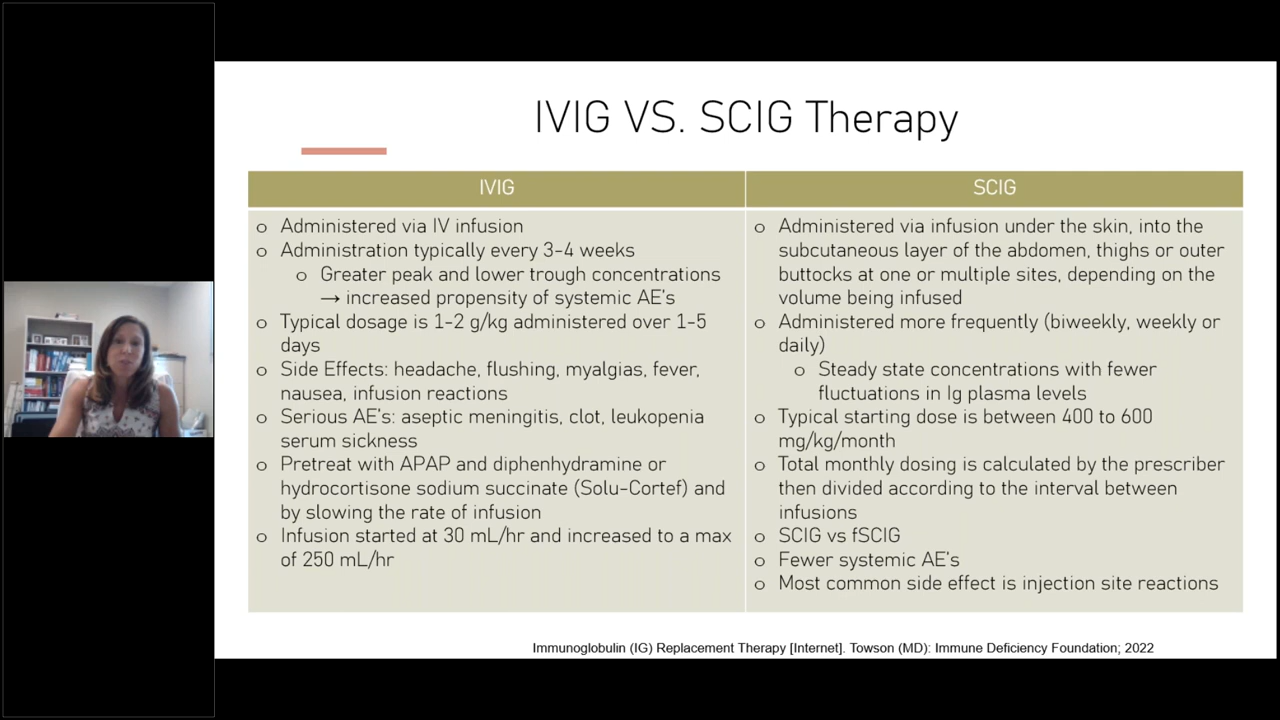 IVIG VS. SCIG Therapy
IVIG
o Administered via IV infusion
o Administration typically every 3-4 weeks
o Greater peak and lower trough concentrations
→ increased propensity of systemic AE's
o Typical dosage is 1-2 g/kg administered over 1-5
days
o Side Effects: headache, flushing, myalgias, fever,
nausea, infusion reactions
o Serious AE's: aseptic meningitis, clot, leukopenia
serum sickness
o Pretreat with APAP and diphenhydramine or
hydrocortisone sodium succinate (Solu-Cortef) and
by slowing the rate of infusion
o Infusion started at 30 mL/hr and increased to a max
of 250 mL/hr
SCIG
o Administered via infusion under the skin, into the
subcutaneous layer of the abdomen, thighs or outer
buttocks at one or multiple sites, depending on the
volume being infused
o Administered more frequently (biweekly, weekly or
daily)
o Steady state concentrations with fewer
fluctuations in Ig plasma levels
o Typical starting dose is between 400 to 600
mg/kg/month
o Total monthly dosing is calculated by the prescriber
then divided according to the interval between
infusions
o SCIG vs fSCIG
o Fewer systemic AE's
o Most common side effect is injection site reactions
Immunoglobulin (IG) Replacement Therapy [Internet]. Towson (MD): Immune Deficiency Foundation; 2022